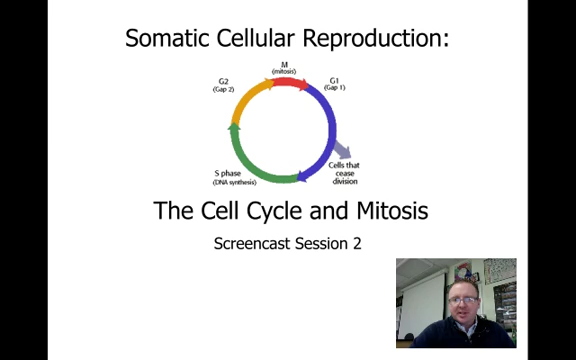 Somatic Cellular Reproduction:
M
(mitosis)
G2
(Gap 2)
G1
(Gap 1)
S phase
(DNA synthesis)
Cells that
cease
division
The Cell Cycle and Mitosis
Screencast Session 2